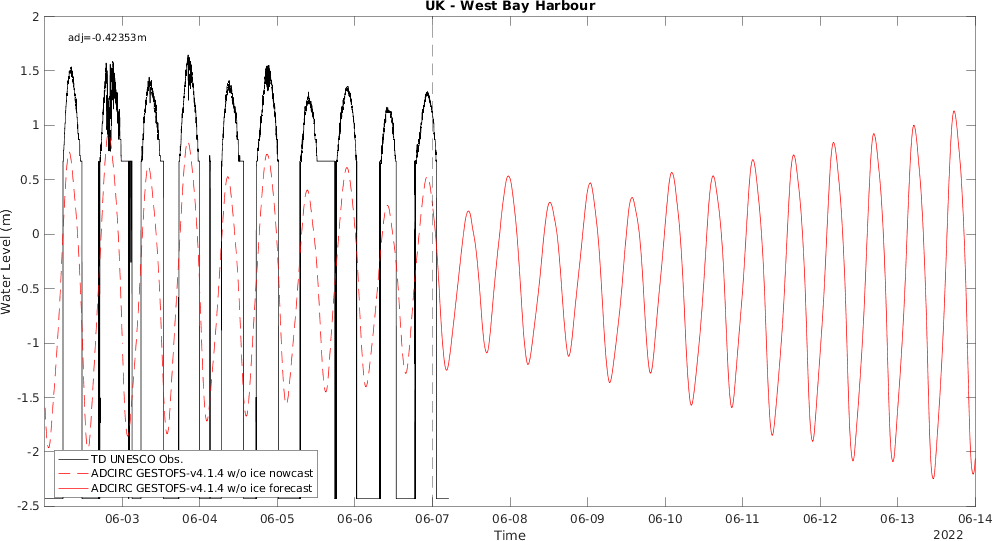 UK - West Bay Harbour
adj=-0.42353m
2
1.5
1
0.5
0
-0.5
-1
-1.5
-2
-2.5
Water Level (m)
TD UNESCO Obs.
ADCIRC GESTOFS-v4.1.4 w/o ice nowcast
ADCIRC GESTOFS-v4.1.4 w/o ice forecast
06-03 06-04 06-05 06-06 06-07 06-08 06-09 06-10 06-11 06-12 06-13 06-14
Time
2022